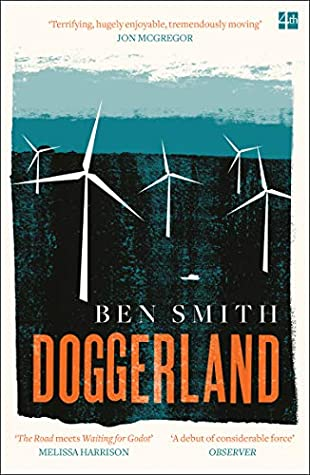 ‘Terrifying, hugely enjoyable, tremendously moving’
JON MCGREGOR
4th
BEN SMITH
DOGGERLAND
‘The Road meets Waiting for Godot’
MELISSA HARRISON
‘A debut of considerable force’
OBSERVER